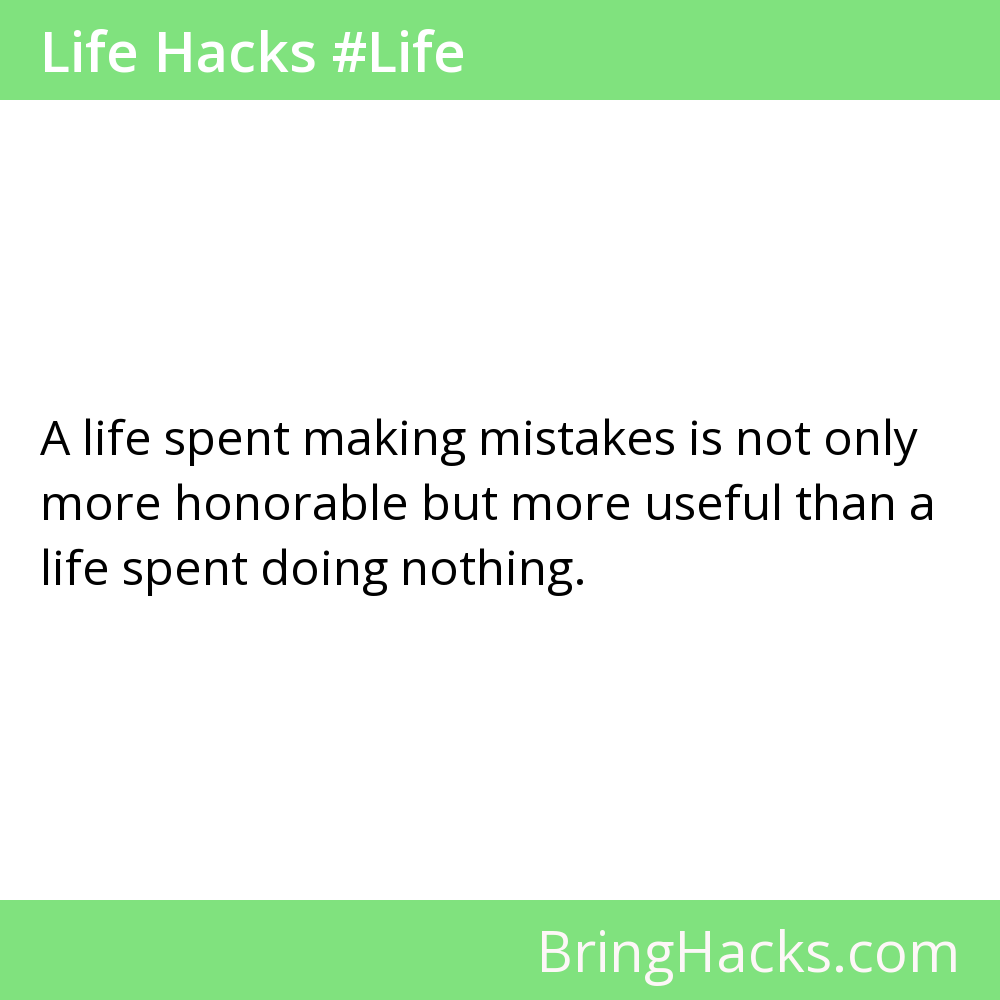 Life Hacks #Life
A life spent making mistakes is not only
more honorable but more useful than a
life spent doing nothing.
BringHacks.com